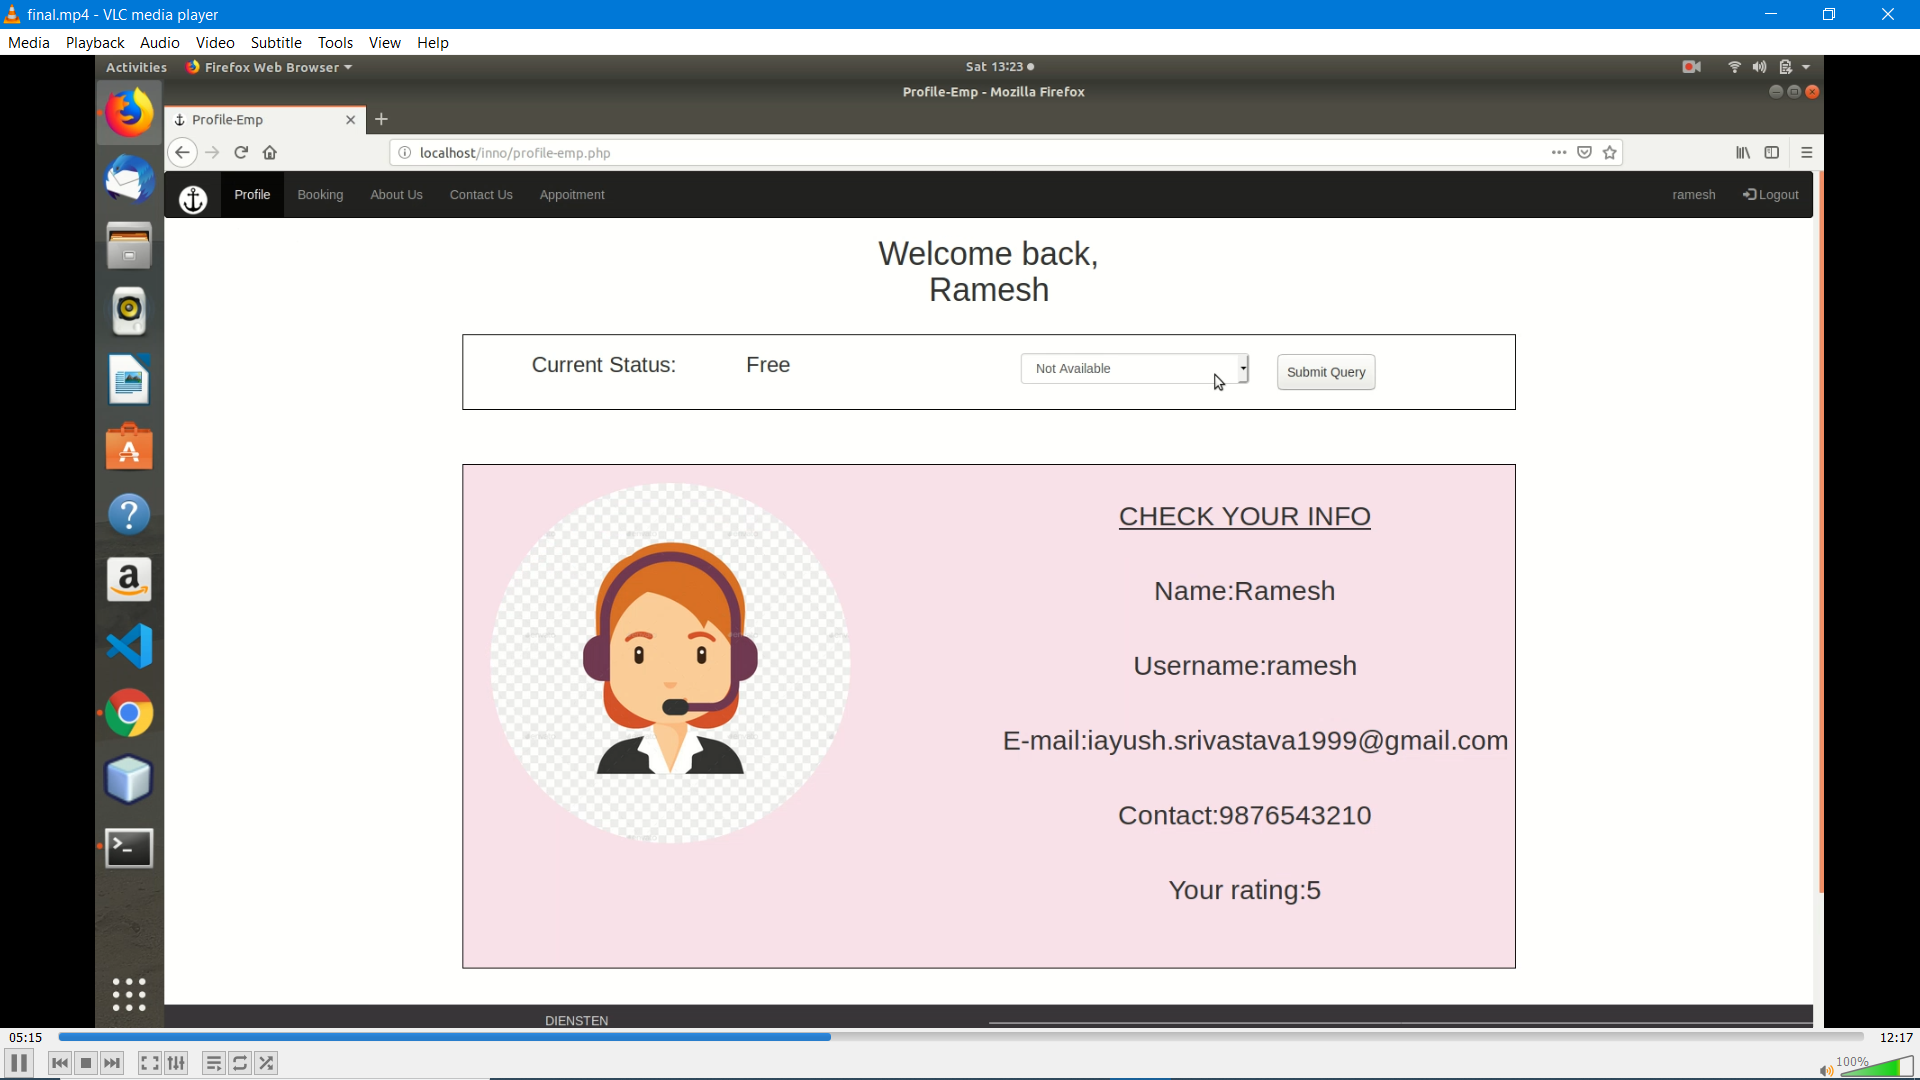 final.mp4 - VLC media player
Media Playback Audio Video Subtitle Tools View Help
Activities Firefox Web Browser Sat 13:23
Profile-Emp - Mozilla Firefox
Profile-Emp
localhost/inno/profile-emp.php
Profile Booking About Us Contact Us Appoitment ramesh Logout
Welcome back,
Ramesh
Current Status: Free Not Available Submit Query
CHECK YOUR INFO
Name:Ramesh
Username:ramesh
E-mail:iayush.srivastava1999@gmail.com
Contact:9876543210
Your rating:5
DIENSTEN
05:15 12:17
100%